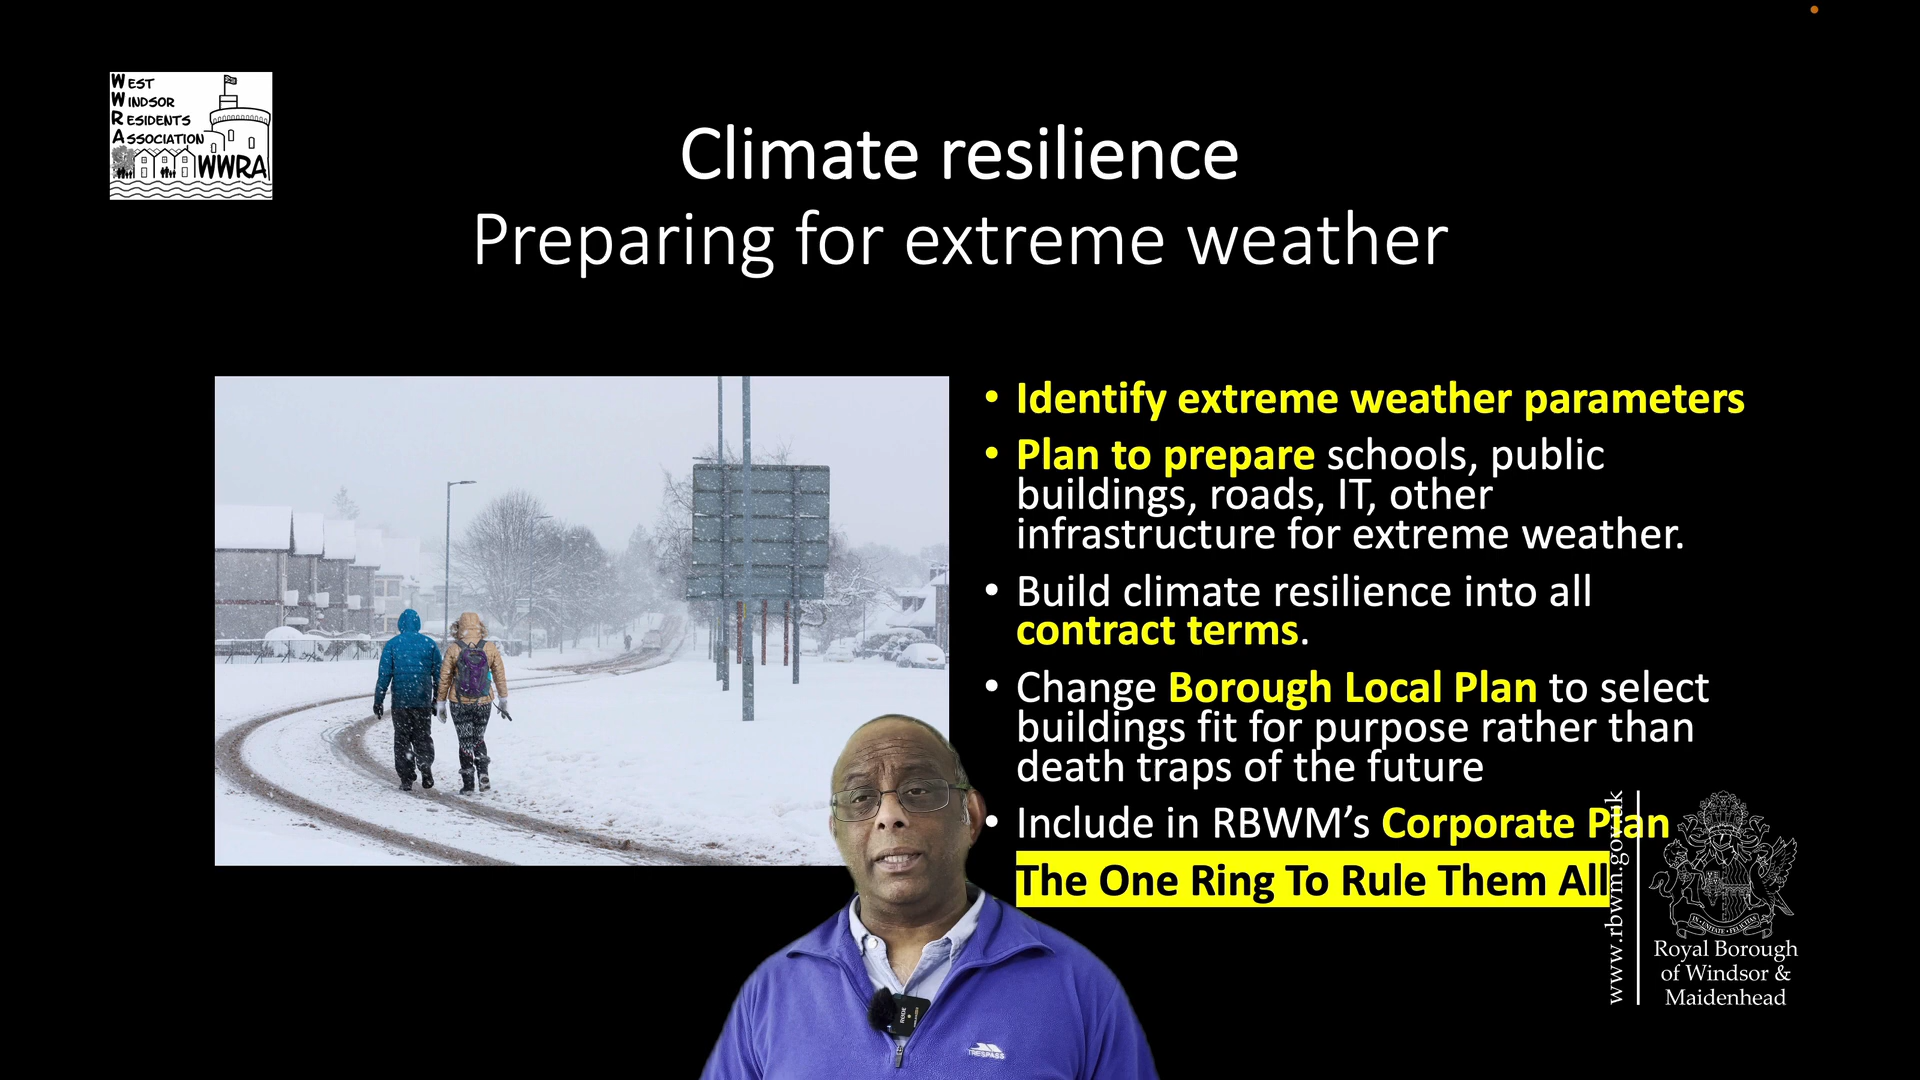 WEST
WINDSOR
RESIDENTS
ASSOCIATION
WWRA
Climate resilience
Preparing for extreme weather
• Identify extreme weather parameters
• Plan to prepare schools, public
buildings, roads, IT, other
infrastructure for extreme weather.
• Build climate resilience into all
contract terms.
• Change Borough Local Plan to select
buildings fit for purpose rather than
death traps of the future
• Include in RBWM’s Corporate Plan
The One Ring To Rule Them All
www.rbwm.gov.uk
Royal Borough
of Windsor &
Maidenhead
RODE
TRESPASS